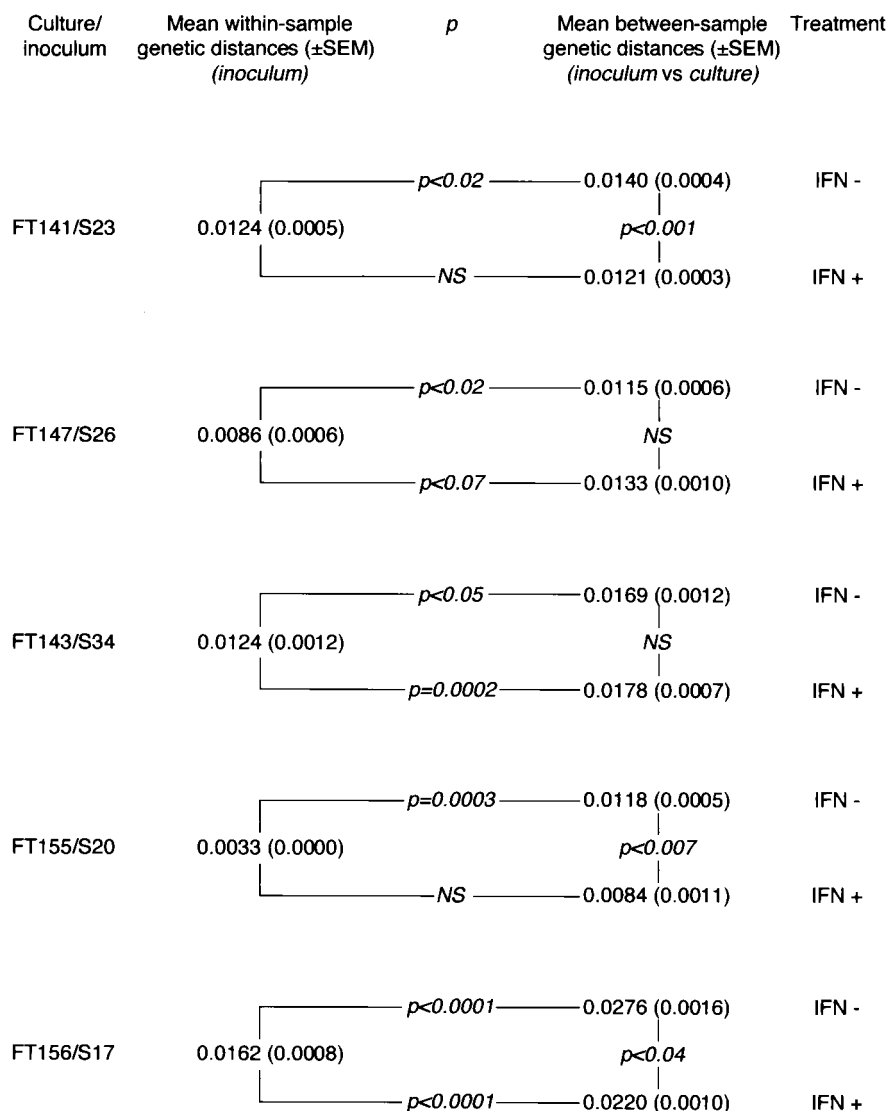 Culture/ Mean within-sample p Mean between-sample Treatment
inoculum genetic distances (±SEM) genetic distances (±SEM)
(inoculum) (inoculum vs culture)
p<0.02 0.0140 (0.0004) IFN -
FT141/S23 0.0124 (0.0005) p<0.001
NS 0.0121 (0.0003) IFN +
p<0.02 0.0115 (0.0006) IFN -
FT147/S26 0.0086 (0.0006) NS
p<0.07 0.0133 (0.0010) IFN +
p<0.05 0.0169 (0.0012) IFN -
FT143/S34 0.0124 (0.0012) NS
p=0.0002 0.0178 (0.0007) IFN +
p=0.0003 0.0118 (0.0005) IFN -
FT155/S20 0.0033 (0.0000) p<0.007
NS 0.0084 (0.0011) IFN +
p<0.0001 0.0276 (0.0016) IFN -
FT156/S17 0.0162 (0.0008) p<0.04
p<0.0001 0.0220 (0.0010) IFN +